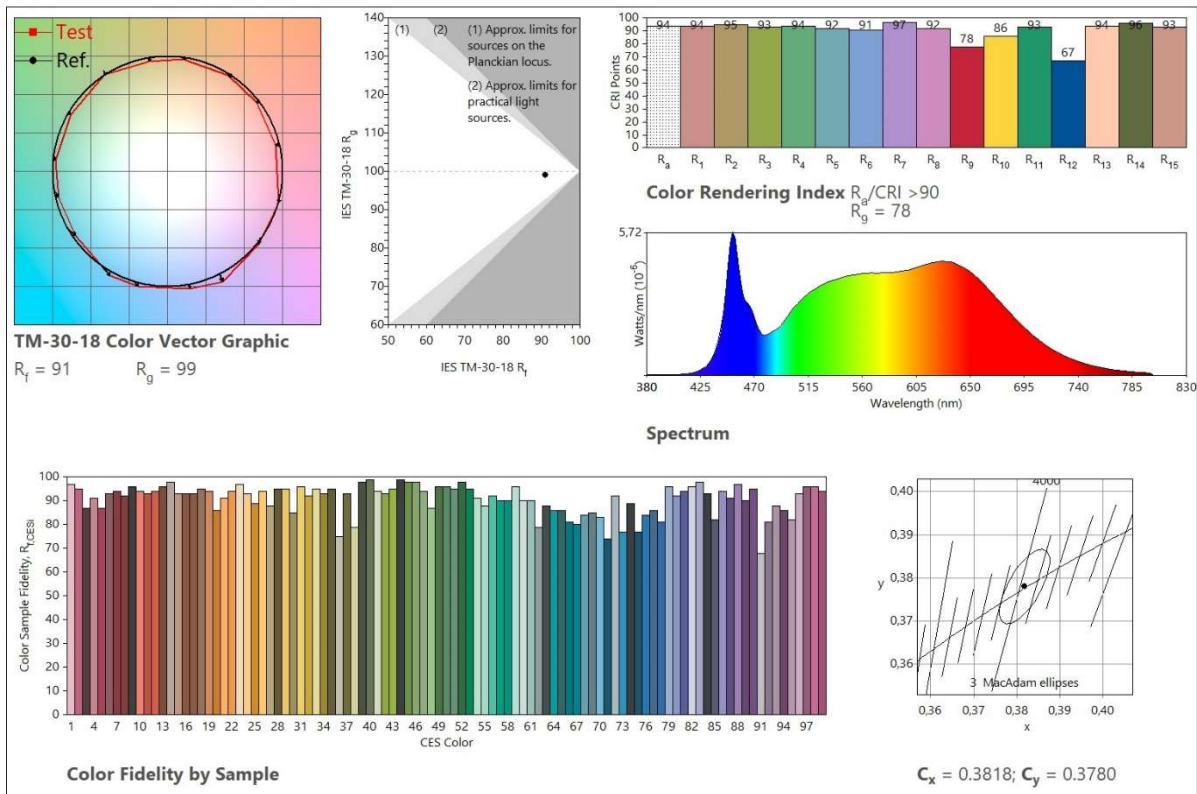 Test
Ref.
TM-30-18 Color Vector Graphic
R_f = 91 R_g = 99
140
130
120
110
100
90
80
70
60
IES TM-30-18 R_g
(1) (2) (1) Approx. limits for
sources on the
Planckian locus.
(2) Approx. limits for
practical light
sources.
50 60 70 80 90 100
IES TM-30-18 R_f
100
90
80
70
60
50
40
30
20
10
0
CRI Points
94 94 95 93 94 92 91 97 92 78 86 93 67 94 96 93
R_a R_1 R_2 R_3 R_4 R_5 R_6 R_7 R_8 R_9 R_10 R_11 R_12 R_13 R_14 R_15
Color Rendering Index R_a/CRI >90
R_9 = 78
5,72
Watts/nm (10^-6)
380 425 470 515 560 605 650 695 740 785 830
Wavelength (nm)
Spectrum
100
90
80
70
60
50
40
30
20
10
0
Color Sample Fidelity, R_f,CESi
1 4 7 10 13 16 19 22 25 28 31 34 37 40 43 46 49 52 55 58 61 64 67 70 73 76 79 82 85 88 91 94 97
CES Color
Color Fidelity by Sample
4000
0,40
0,39
0,38
0,37
0,36
y
3 MacAdam ellipses
0,36 0,37 0,38 0,39 0,40
x
C_x = 0.3818; C_y = 0.3780